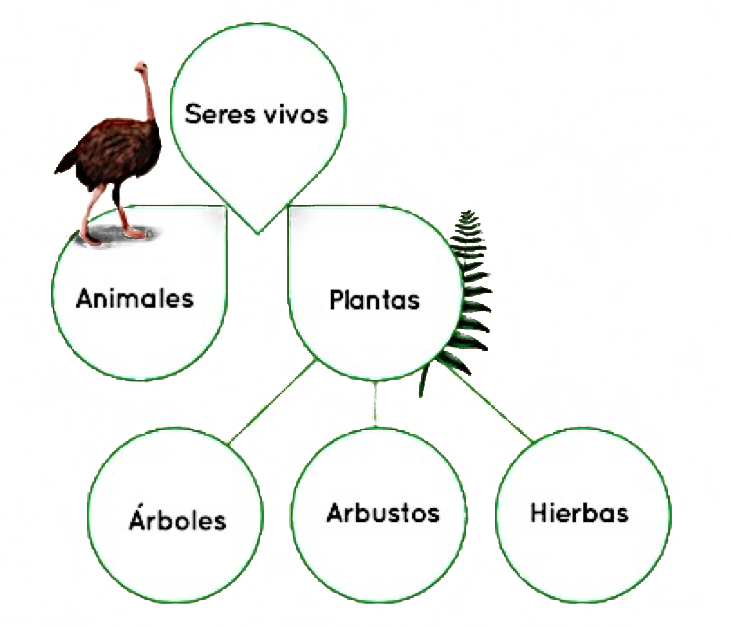 Seres vivos
Animales
Plantas
Árboles
Arbustos
Hierbas